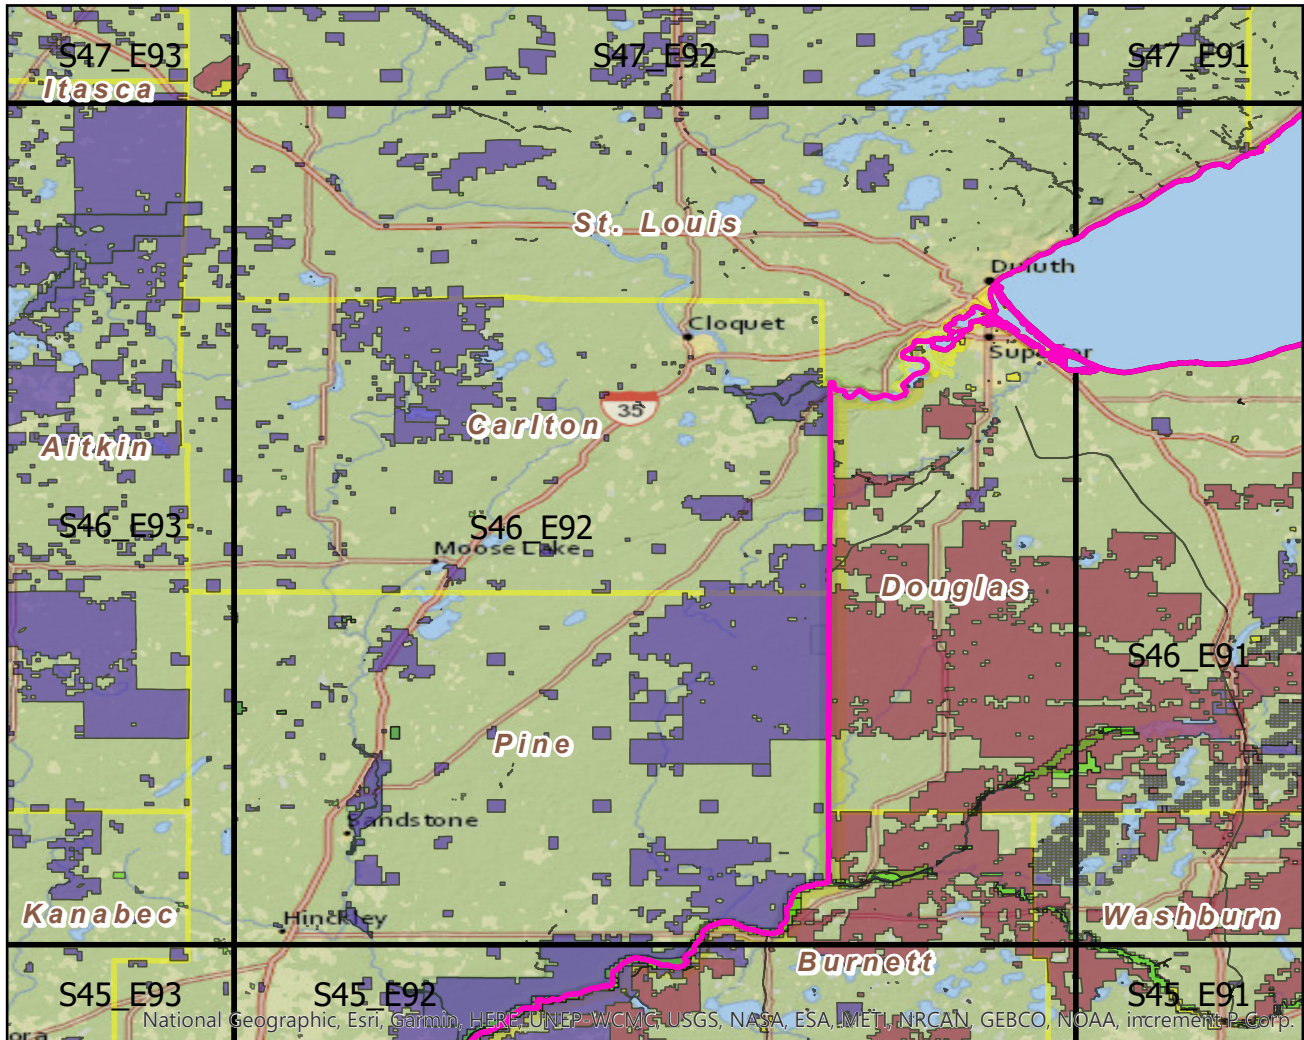 S47_E93
S47_E92
S47_E91
Itasca
St. Louis
Duluth
Cloquet
Superior
35
Carlton
Aitkin
S46_E93
S46_E92
Moose Lake
Douglas
S46_E91
Pine
Sandstone
Kanabec
Hinckley
Washburn
Burnett
S45_E93
S45_E92
S45_E91
National Geographic, Esri, Garmin, HERE, UNEP-WCMC, USGS, NASA, ESA, METI, NRCAN, GEBCO, NOAA, increment P Corp.
ora